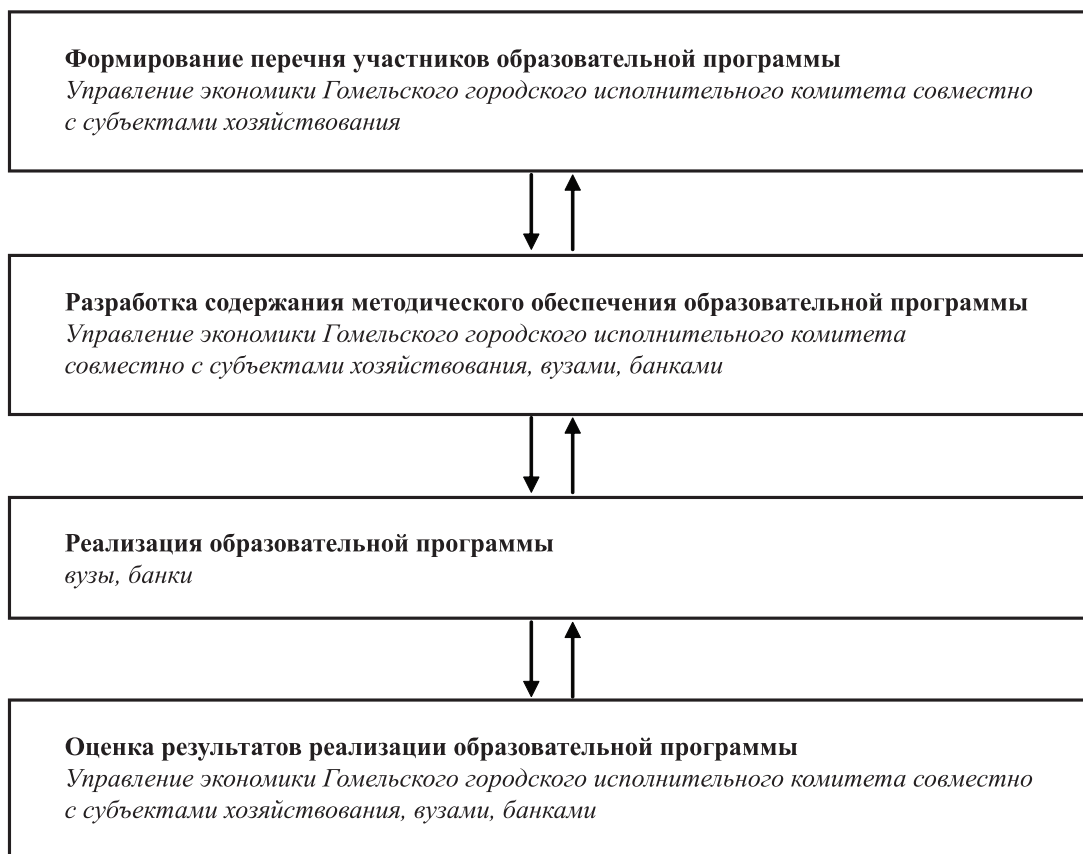 Формирование перечня участников образовательной программы
Управление экономики Гомельского городского исполнительного комитета совместно
с субъектами хозяйствования
Разработка содержания методического обеспечения образовательной программы
Управление экономики Гомельского городского исполнительного комитета
совместно с субъектами хозяйствования, вузами, банками
Реализация образовательной программы
вузы, банки
Оценка результатов реализации образовательной программы
Управление экономики Гомельского городского исполнительного комитета совместно
с субъектами хозяйствования, вузами, банками